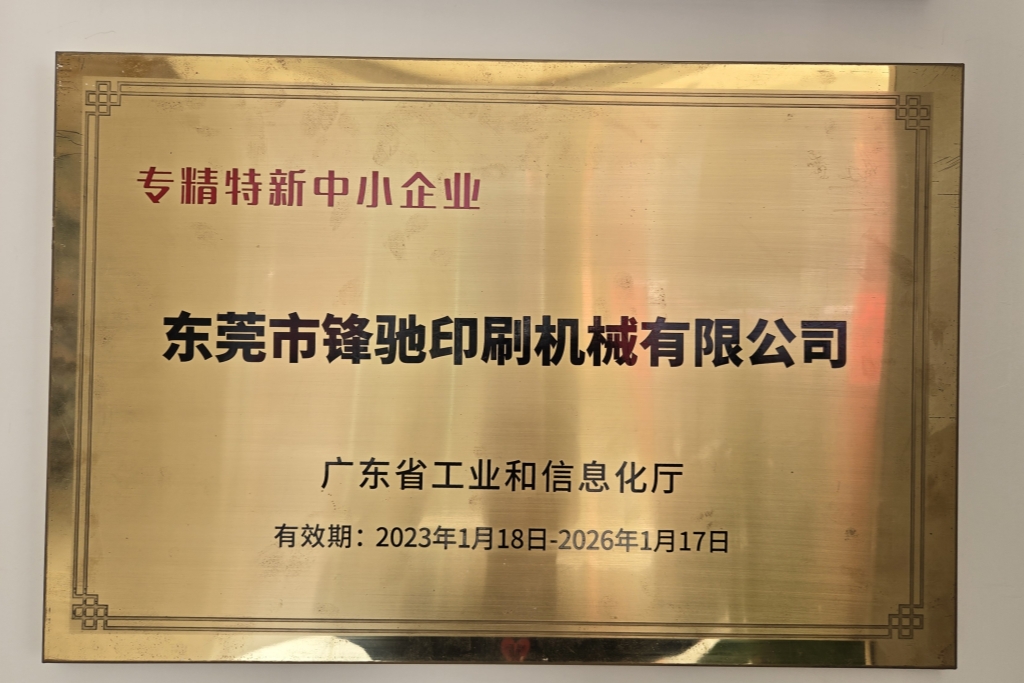 专精特新中小企业
东莞市锋驰印刷机械有限公司
广东省工业和信息化厅
有效期：2023年1月18日-2026年1月17日